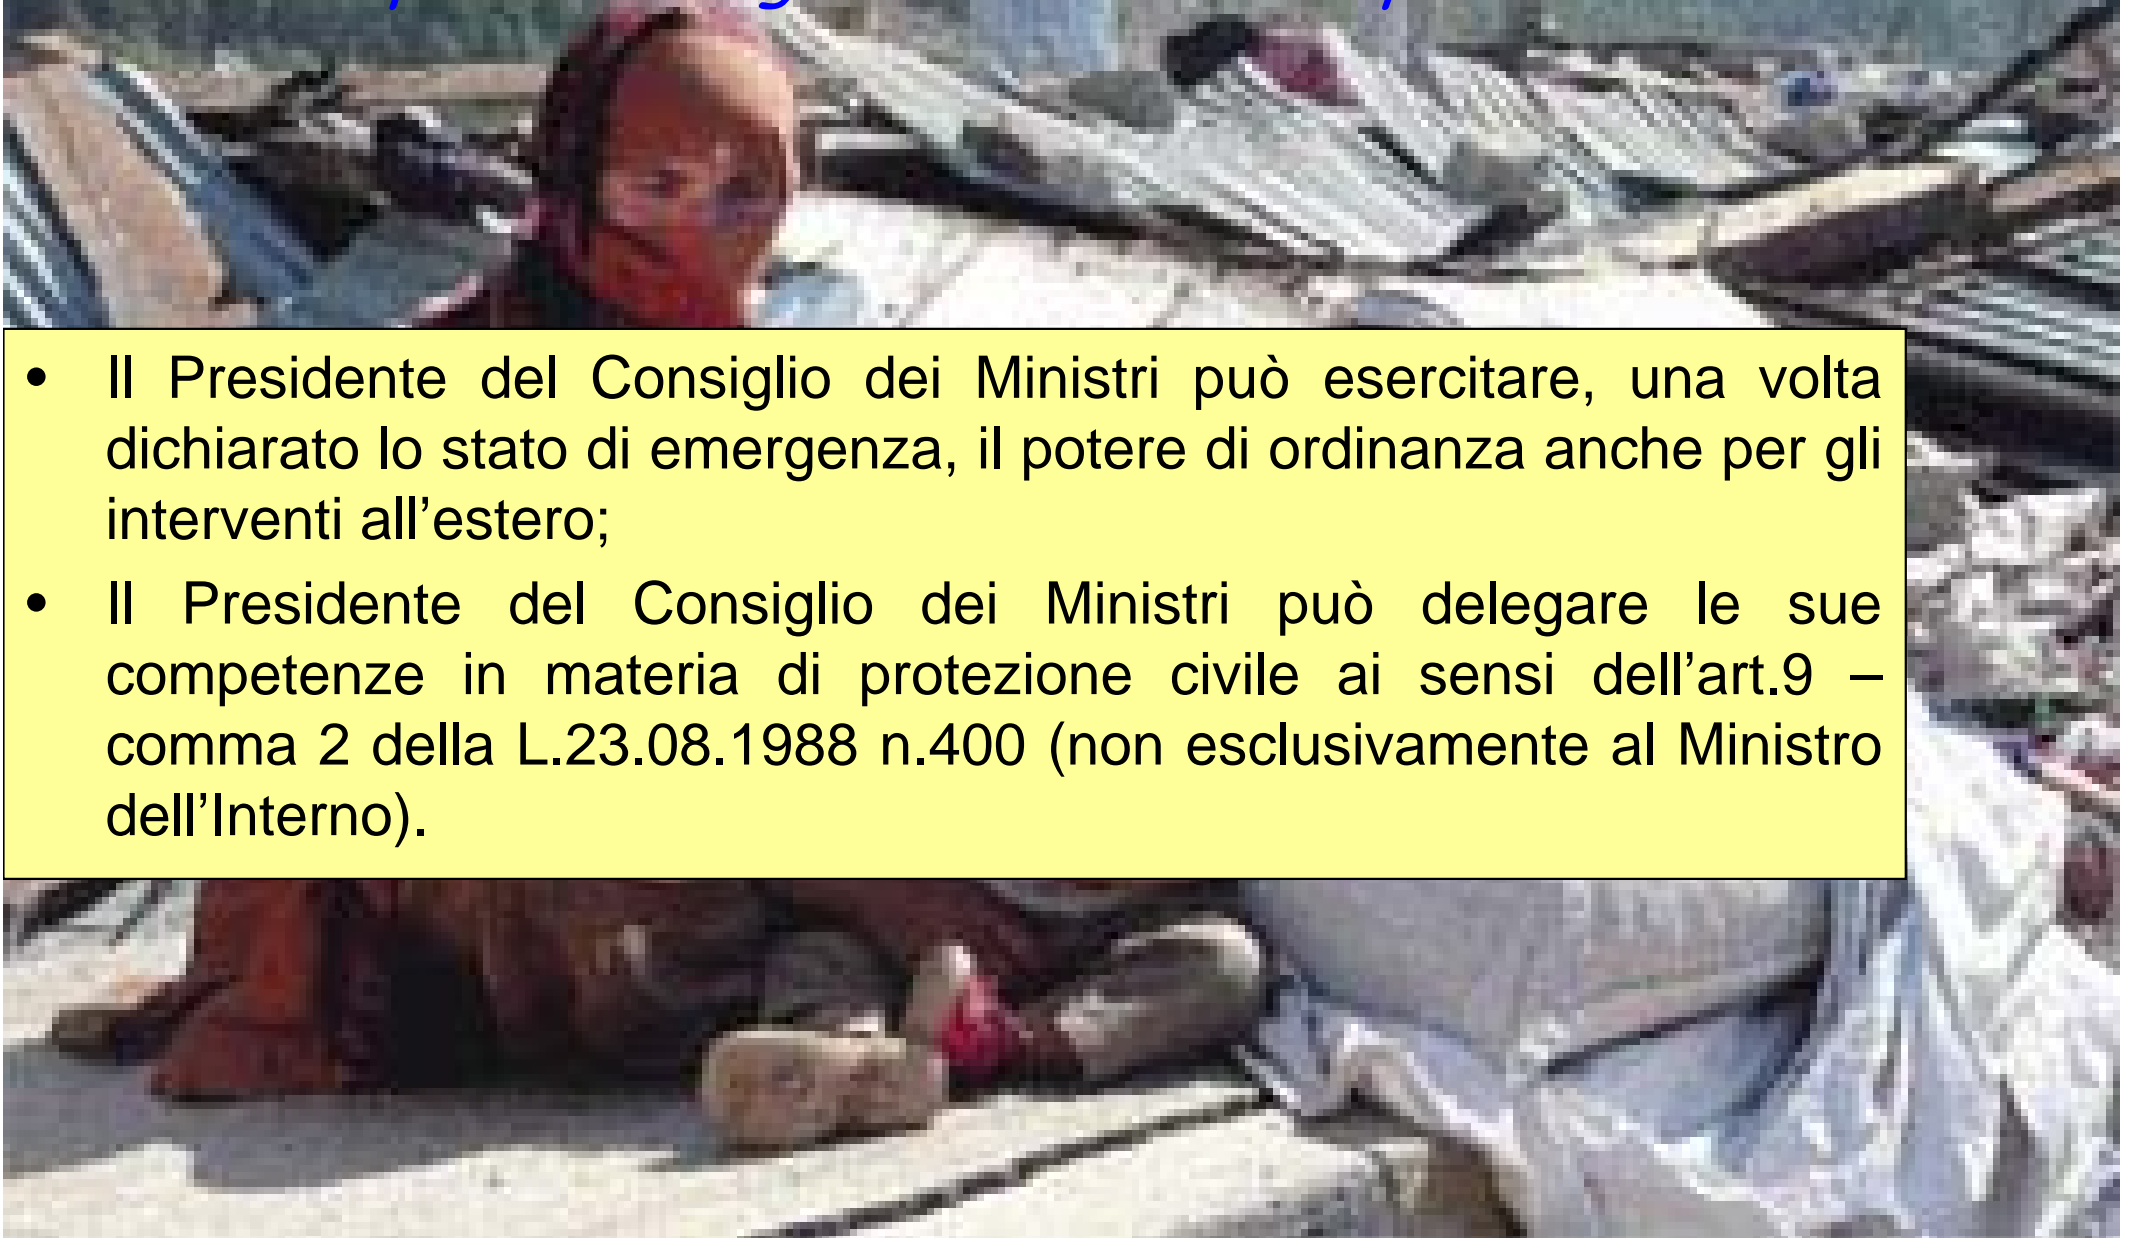 • Il Presidente del Consiglio dei Ministri può esercitare, una volta
dichiarato lo stato di emergenza, il potere di ordinanza anche per gli
interventi all’estero;
• Il Presidente del Consiglio dei Ministri può delegare le sue
competenze in materia di protezione civile ai sensi dell’art.9 –
comma 2 della L.23.08.1988 n.400 (non esclusivamente al Ministro
dell’Interno).